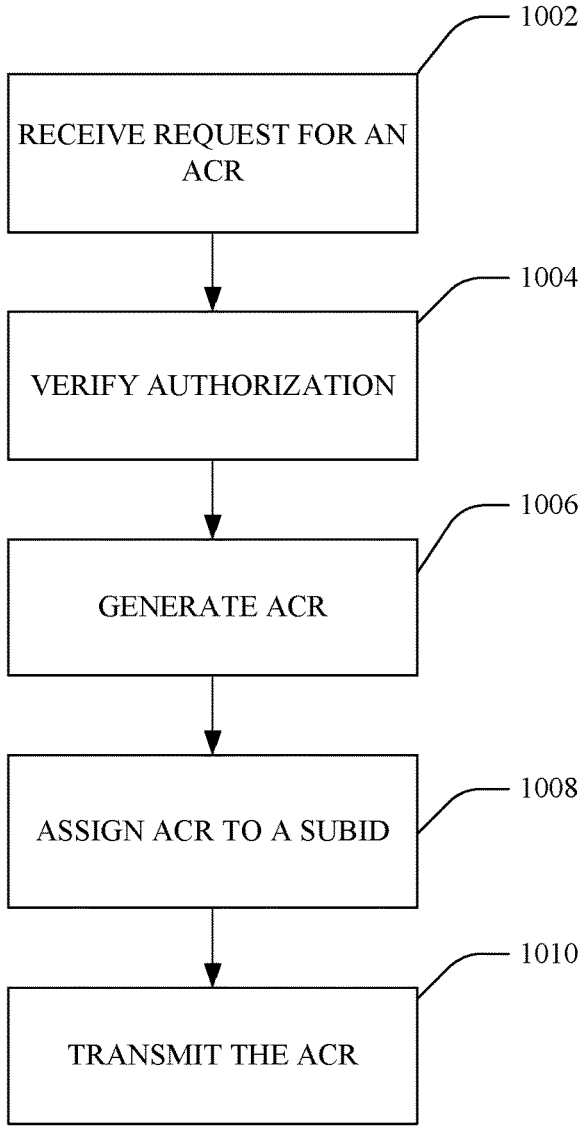 1002
RECEIVE REQUEST FOR AN
ACR
1004
VERIFY AUTHORIZATION
1006
GENERATE ACR
1008
ASSIGN ACR TO A SUBID
1010
TRANSMIT THE ACR